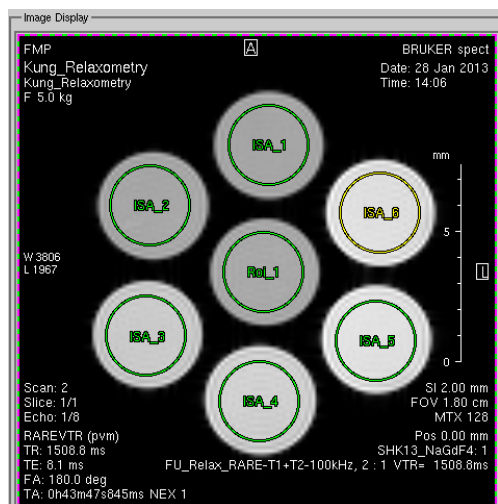 Image Display
FMP
A
BRUKER spect
Kung_Relaxometry
Date: 28 Jan 2013
Kung_Relaxometry
Time: 14:06
F 5.0 kg
ISA_1
mm
ISA_2
ISA_6
5
W 3806
L 1967
RoI_1
L
ISA_3
ISA_5
0
ISA_4
Scan: 2
SI 2.00 mm
Slice: 1/1
FOV 1.80 cm
Echo: 1/8
MTX 128
RAREVTR (pvm)
Pos 0.00 mm
TR: 1508.8 ms
SHK13_NaGdF4: 1
TE: 8.1 ms
FU_Relax_RARE-T1+T2-100kHz, 2 : 1 VTR= 1508.8ms
FA: 180.0 deg
TA: 0h43m47s845ms NEX 1